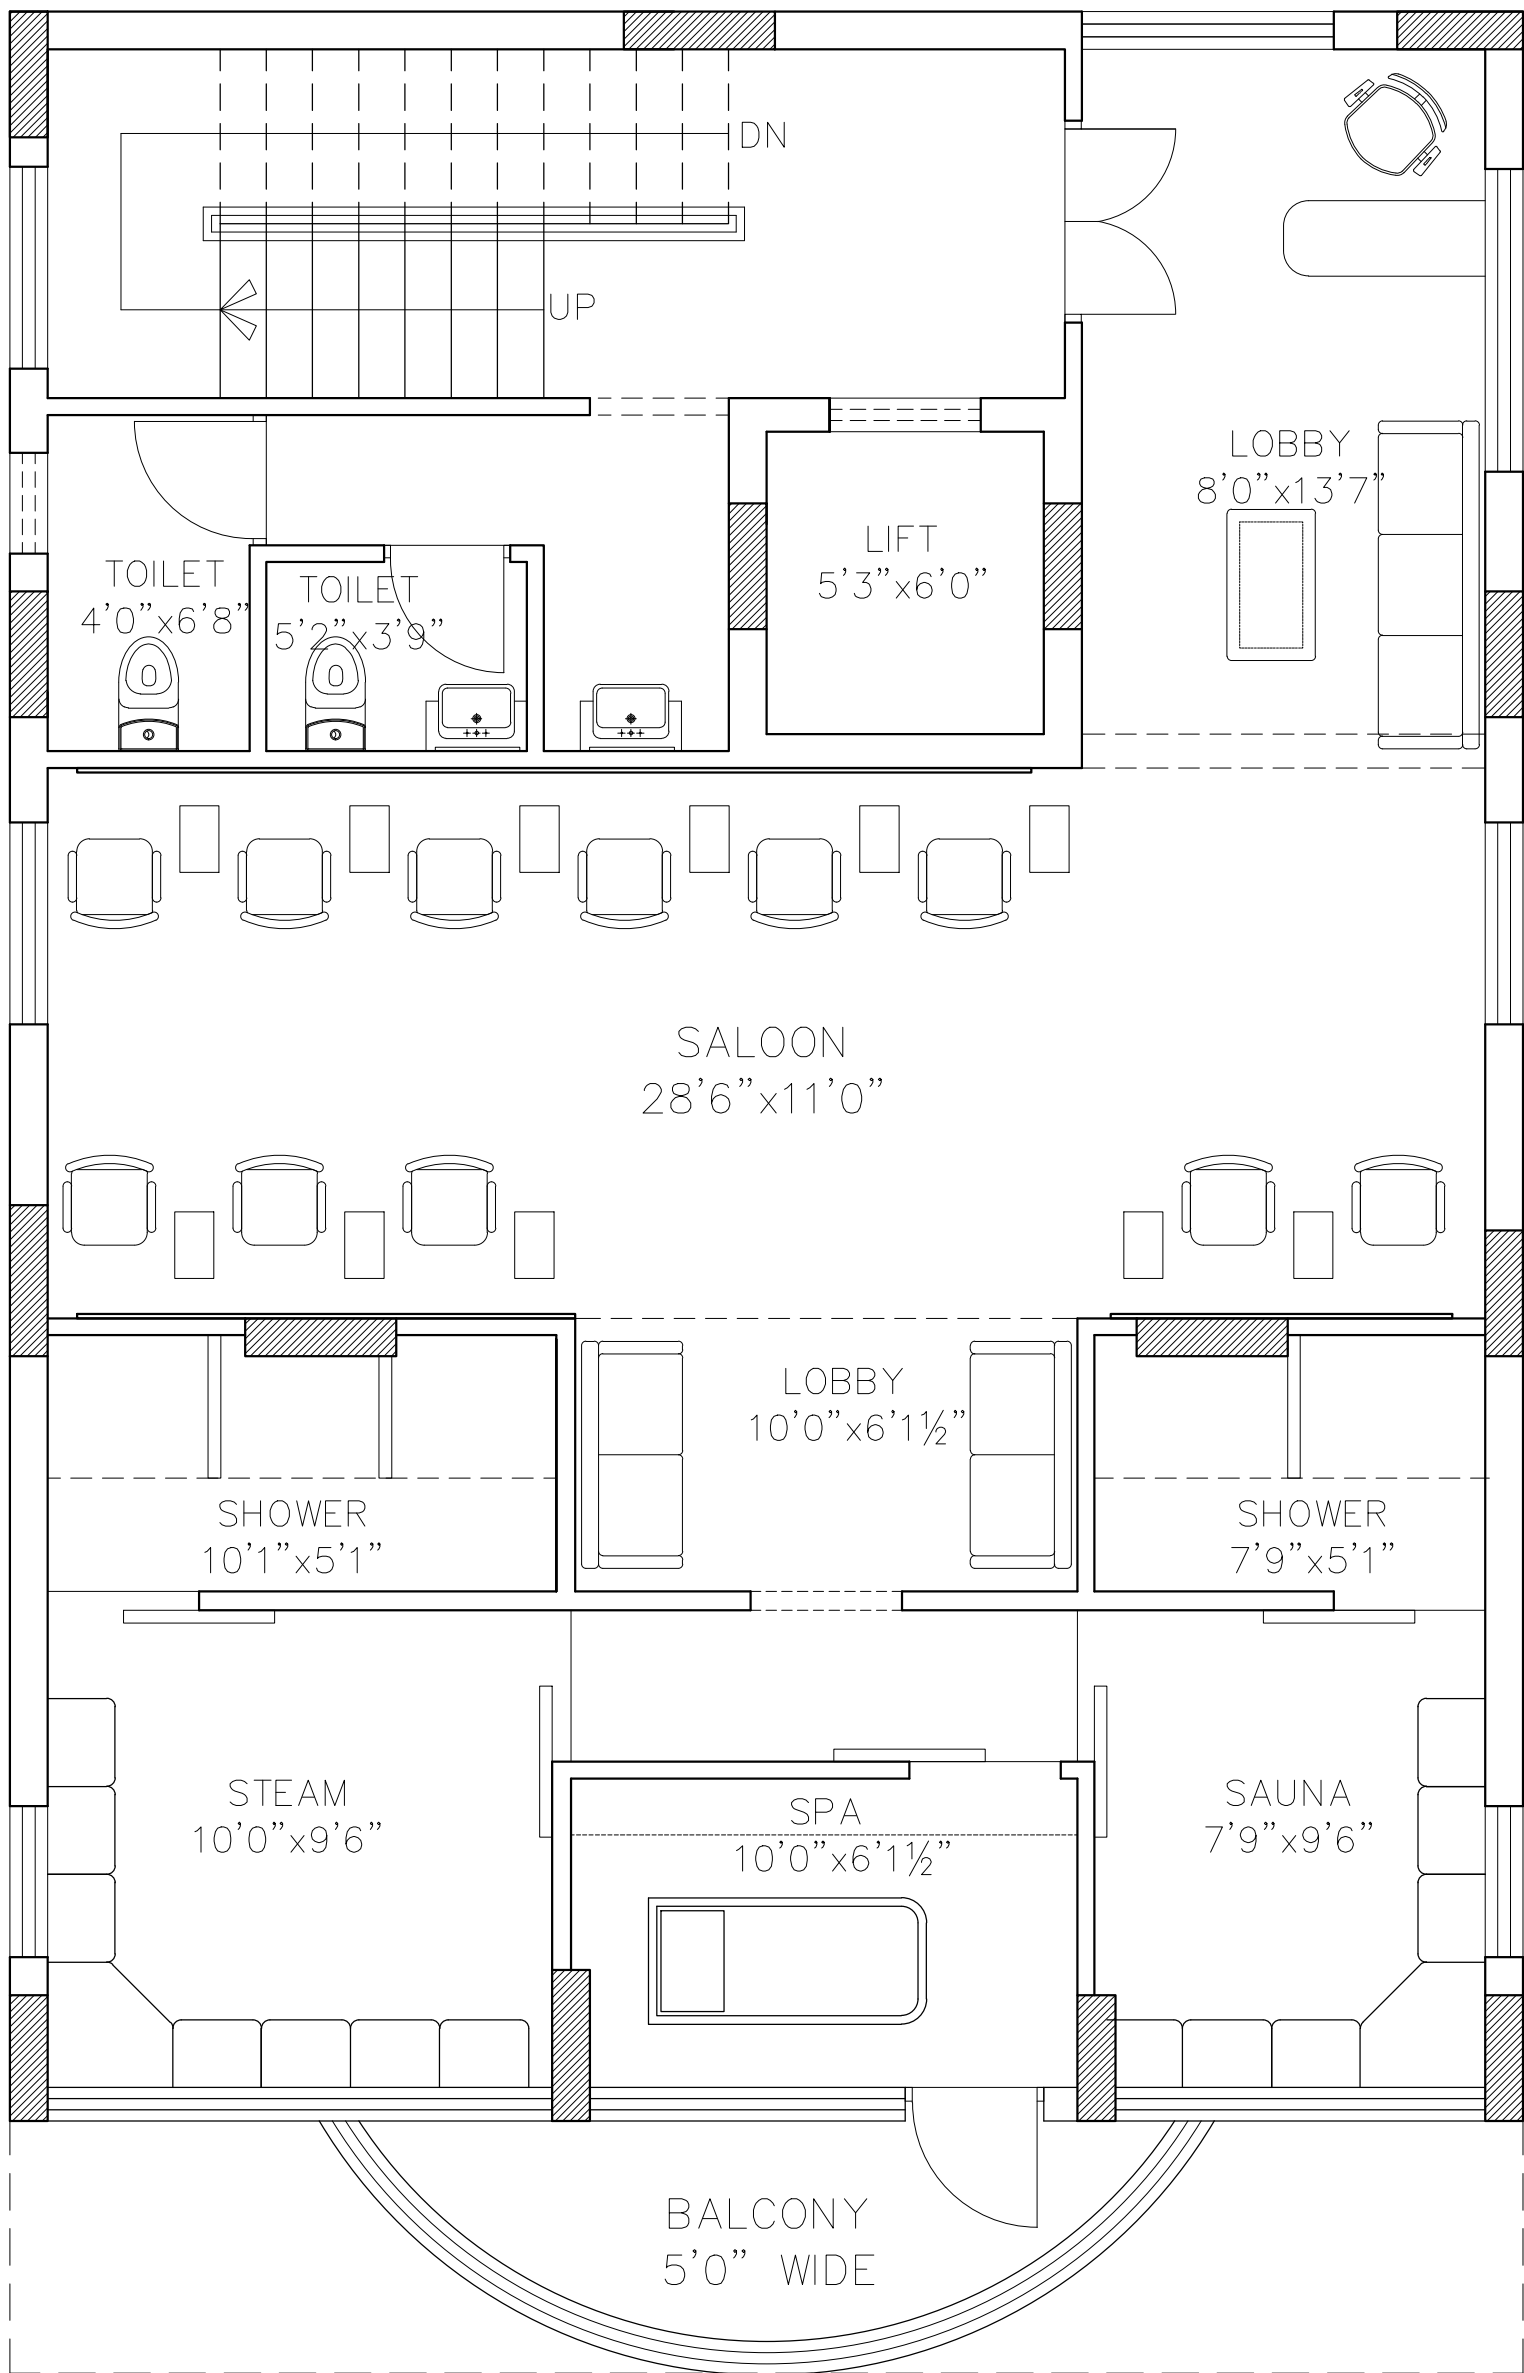 DN
UP
LOBBY
8'0"x13'7"
LIFT
5'3"x6'0"
TOILET
4'0"x6'8"
TOILET
5'2"x3'9"
SALOON
28'6"x11'0"
LOBBY
10'0"x6'1½"
SHOWER
10'1"x5'1"
SHOWER
7'9"x5'1"
STEAM
10'0"x9'6"
SPA
10'0"x6'1½"
SAUNA
7'9"x9'6"
BALCONY
5'0" WIDE